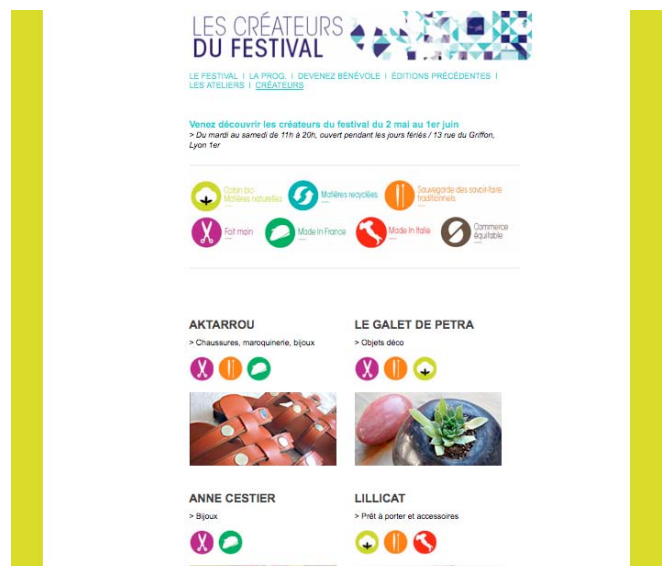 LES CRÉATEURS
DU FESTIVAL
LE FESTIVAL I LA PROG. I DEVENEZ BÉNÉVOLE I ÉDITIONS PRÉCÉDENTES I
LES ATELIERS I CRÉATEURS
Venez découvrir les créateurs du festival du 2 mai au 1er juin
> Du mardi au samedi de 11h à 20h, ouvert pendant les jours fériés / 13 rue du Griffon,
Lyon 1er
Coton bio
Matières naturelles
Matières recyclées
Sauvegarde des savoir-faire
traditionnels
Fait main
Made in France
Made in Italie
Commerce
équitable
AKTARROU
> Chaussures, maroquinerie, bijoux
LE GALET DE PETRA
> Objets déco
ANNE CESTIER
> Bijoux
LILLICAT
> Prêt à porter et accessoires